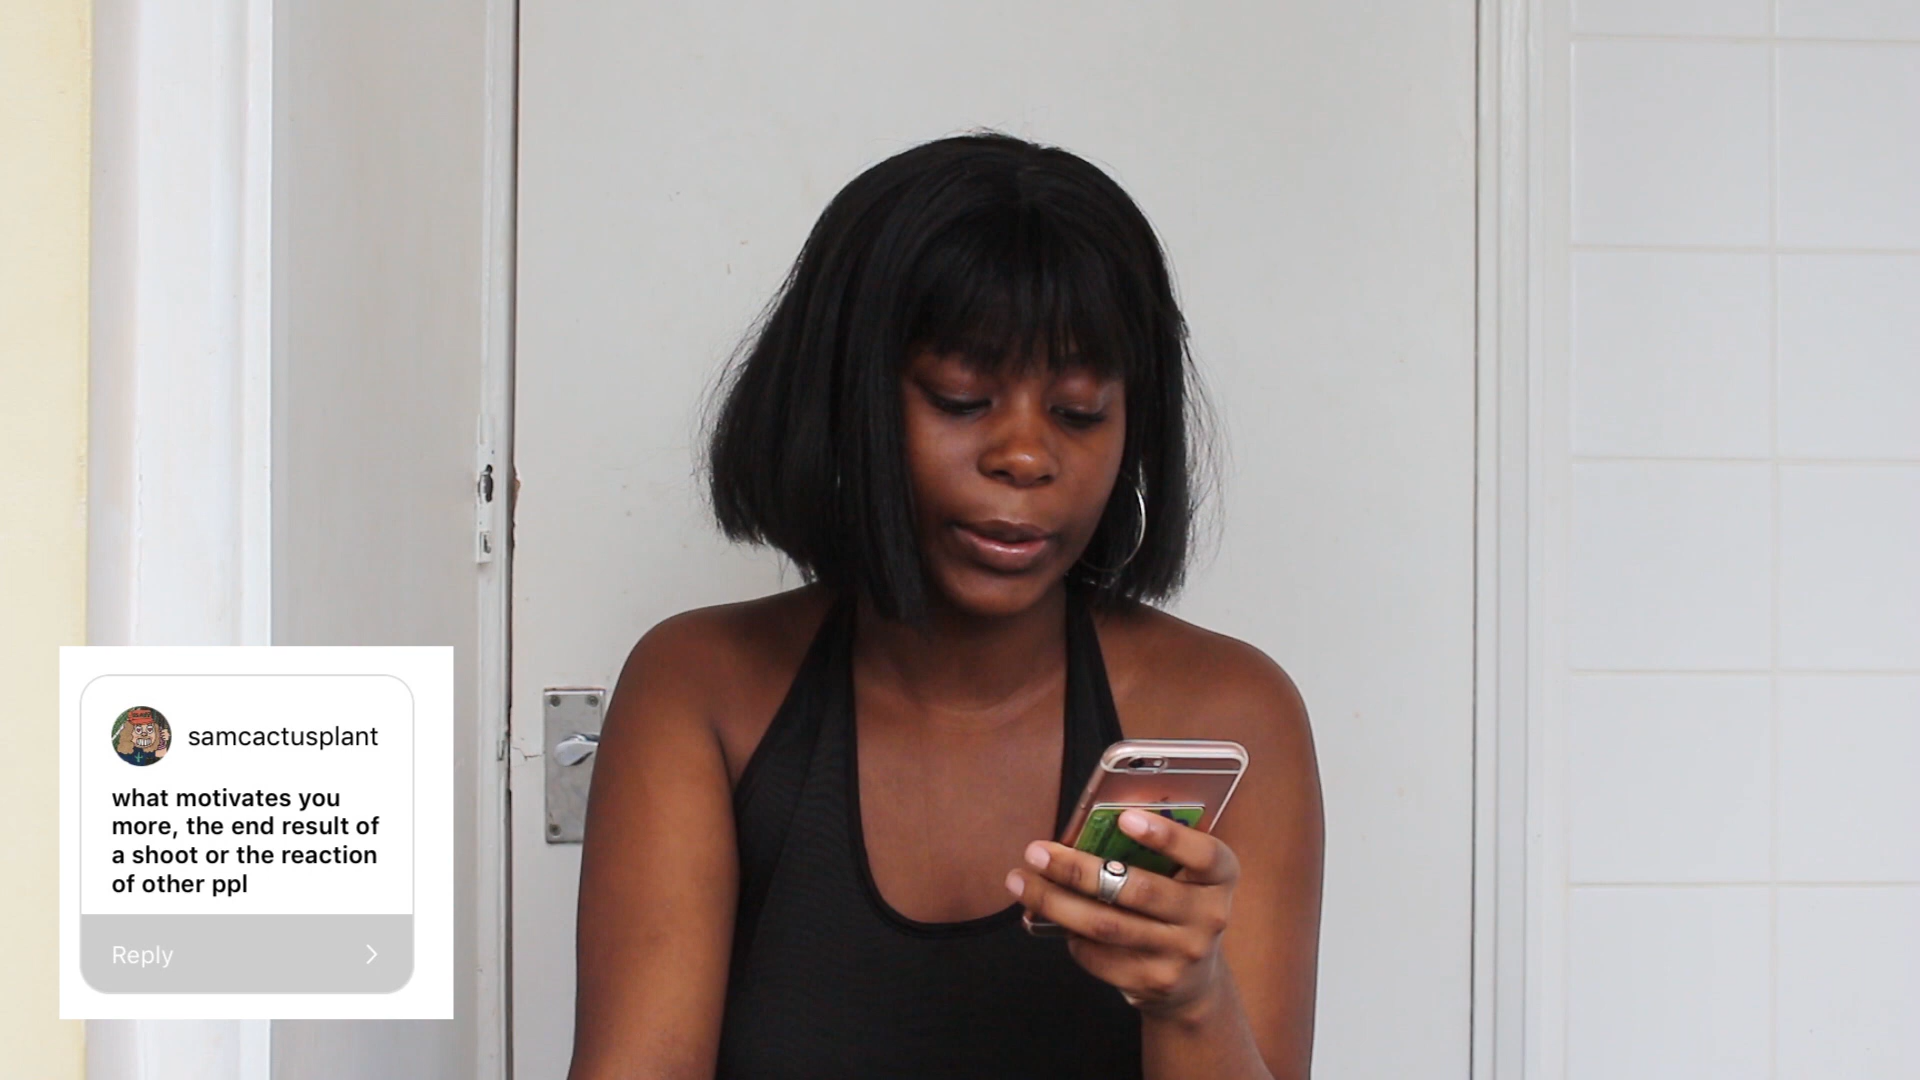 samcactusplant
what motivates you
more, the end result of
a shoot or the reaction
of other ppl
Reply